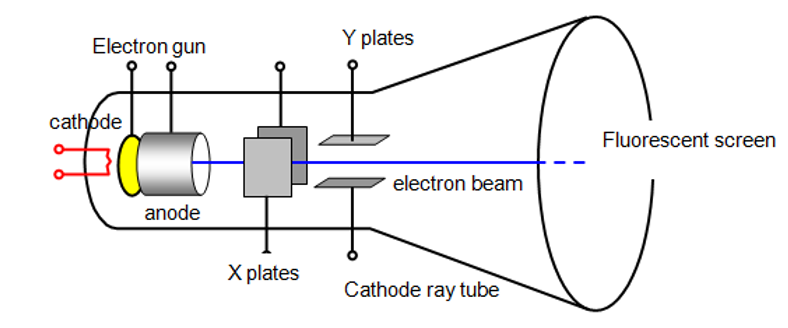 Electron gun
Y plates
cathode
Fluorescent screen
electron beam
anode
X plates
Cathode ray tube